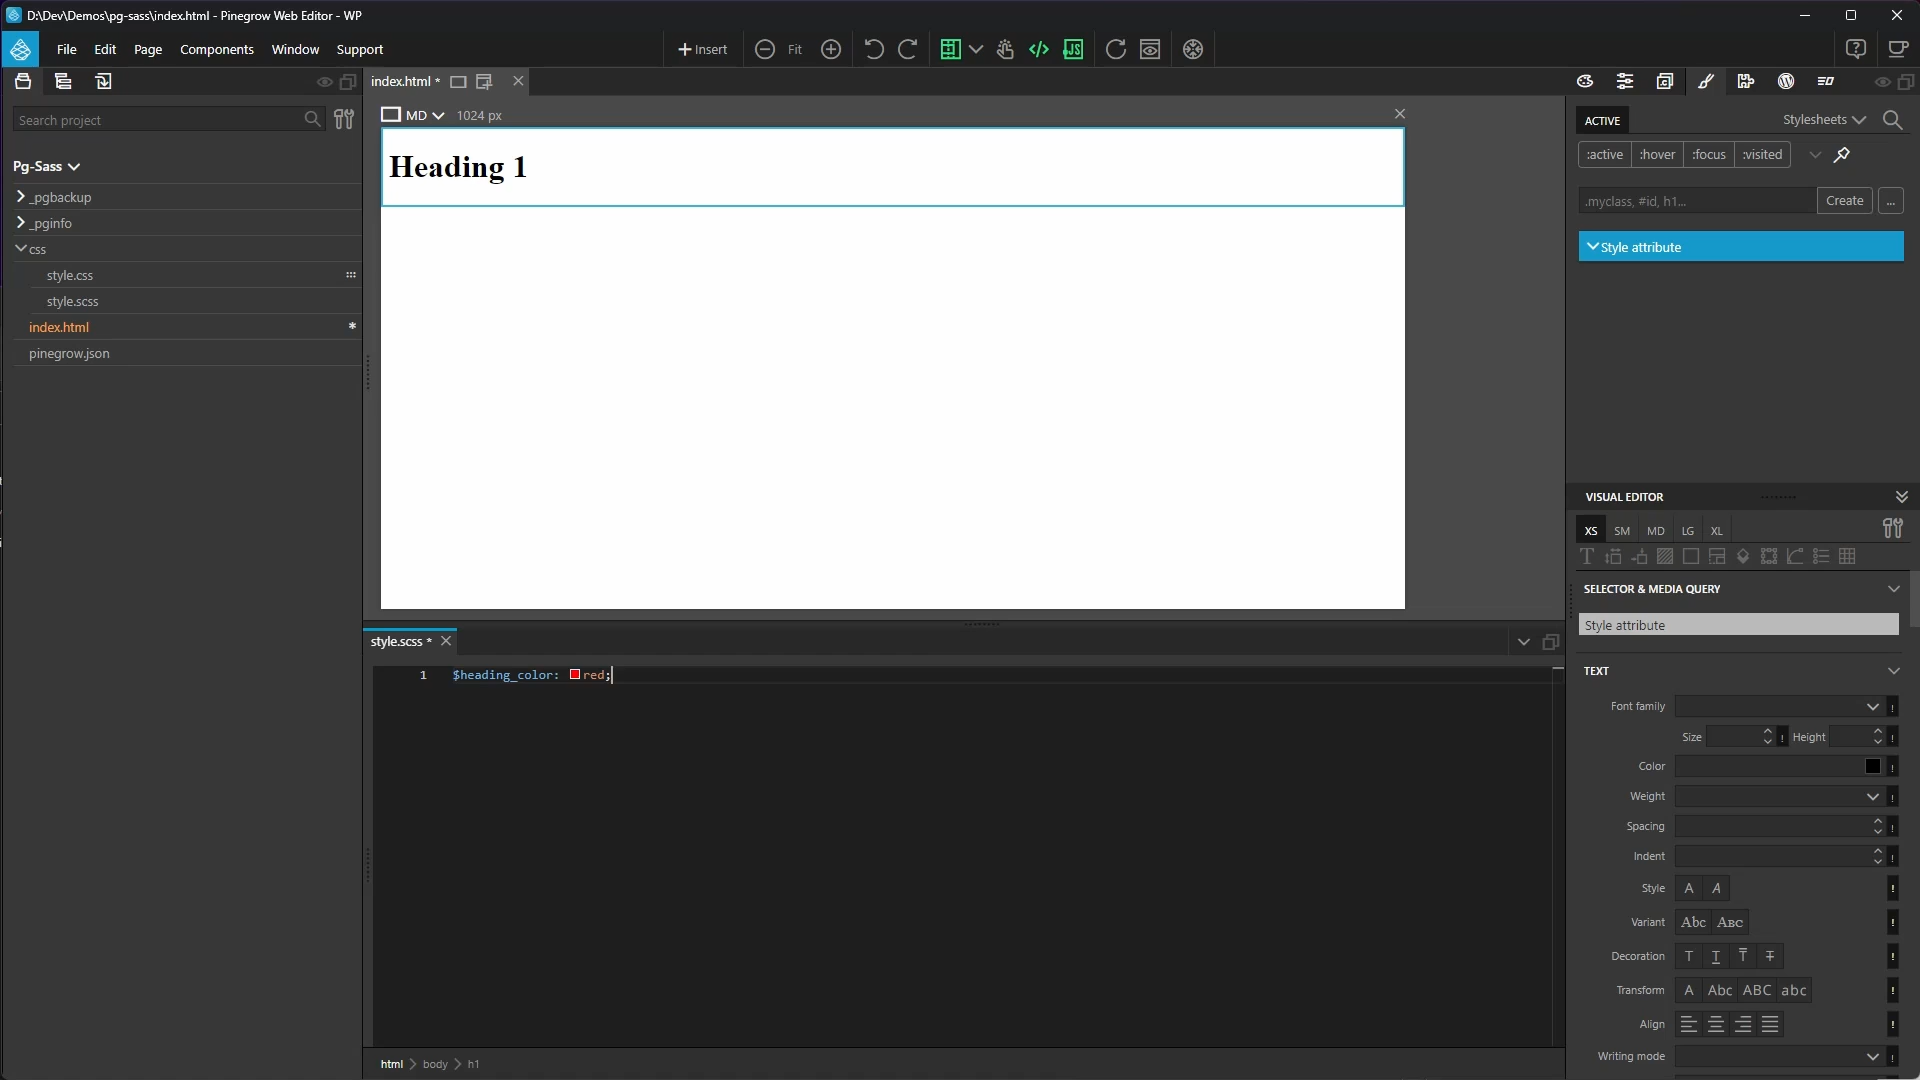 D:\Dev\Demos\pg-sass\index.html - Pinegrow Web Editor - WP
File Edit Page Components Window Support
Insert
Fit
JS
index.html *
Search project
MD 1024 px
ACTIVE
Stylesheets
Heading 1
:active :hover :focus :visited
Pg-Sass
_pgbackup
_pginfo
css
style.css
style.scss
index.html *
pinegrow.json
.myclass, #id, h1...
Create
...
Style attribute
VISUAL EDITOR
XS SM MD LG XL
SELECTOR & MEDIA QUERY
Style attribute
TEXT
style.scss *
1 $heading_color: red;
Font family !
Size ! Height !
Color !
Weight !
Spacing !
Indent !
Style A A !
Variant Abc Abc !
Decoration T T T T !
Transform A Abc ABC abc !
Align !
Writing mode !
html body h1